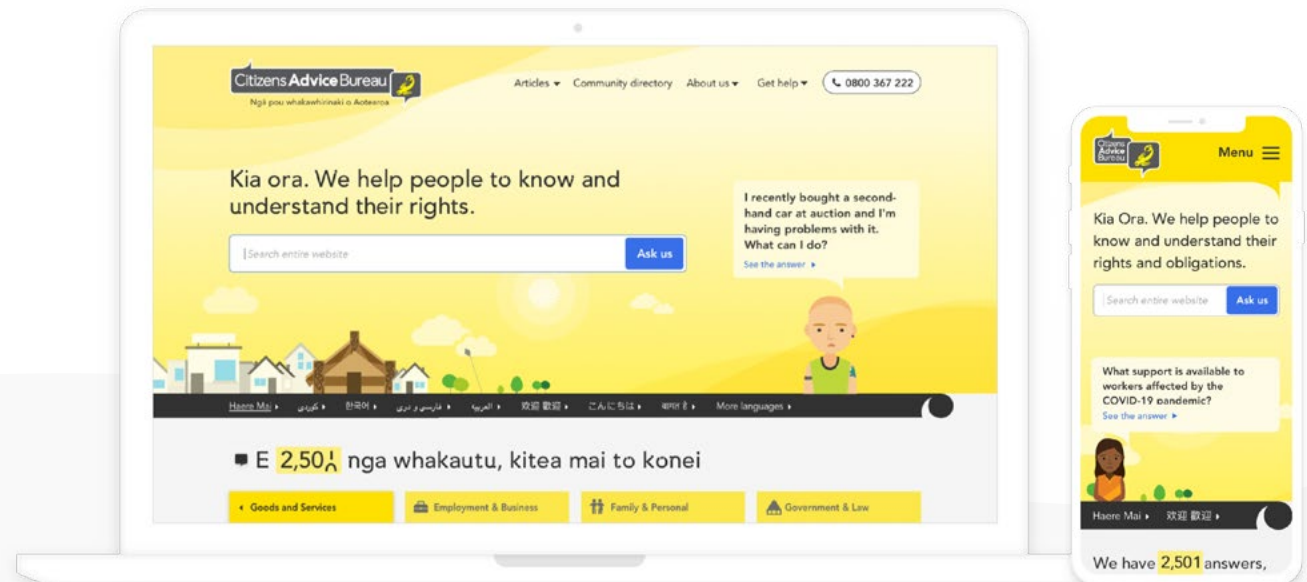 Citizens Advice Bureau
Ngā pou whakawhirinaki o Aotearoa
Articles
Community directory
About us
Get help
0800 367 222
Kia ora. We help people to know and
understand their rights.
Search entire website
Ask us
I recently bought a second-
hand car at auction and I'm
having problems with it.
What can I do?
See the answer
Haere Mai
کوردی
한국어
فارسی و دری
العربية
欢迎 歡迎
こんにちは
More languages
E 2,50 nga whakautu, kitea mai to konei
Goods and Services
Employment & Business
Family & Personal
Government & Law
Citizens
Advice
Bureau
Menu
Kia Ora. We help people to
know and understand their
rights and obligations.
Search entire website
Ask us
What support is available to
workers affected by the
COVID-19 pandemic?
See the answer
Haere Mai
欢迎 歡迎
We have 2,501 answers,